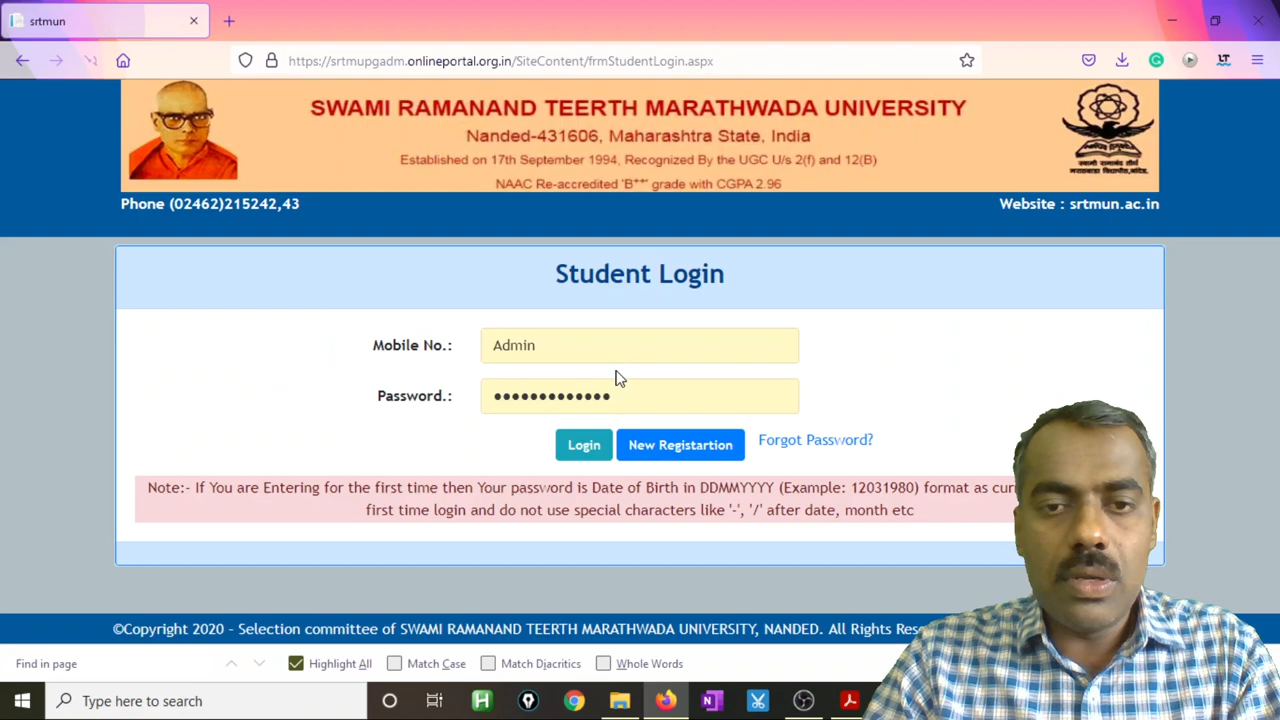 srtmun
https://srtmupgadm.onlineportal.org.in/SiteContent/frmStudentLogin.aspx
SWAMI RAMANAND TEERTH MARATHWADA UNIVERSITY
Nanded-431606, Maharashtra State, India
Established on 17th September 1994, Recognized By the UGC U/s 2(f) and 12(B)
NAAC Re-accredited 'B++' grade with CGPA 2.96
Phone (02462)215242,43
Website : srtmun.ac.in
Student Login
Mobile No.: Admin
Password.: •••••••••••••
Login New Registartion Forgot Password?
Note:- If You are Entering for the first time then Your password is Date of Birth in DDMMYYYY (Example: 12031980) format as
first time login and do not use special characters like '-', '/' after date, month etc
©Copyright 2020 - Selection committee of SWAMI RAMANAND TEERTH MARATHWADA UNIVERSITY, NANDED. All Rights
Find in page Highlight All Match Case Match Diacritics Whole Words
Type here to search